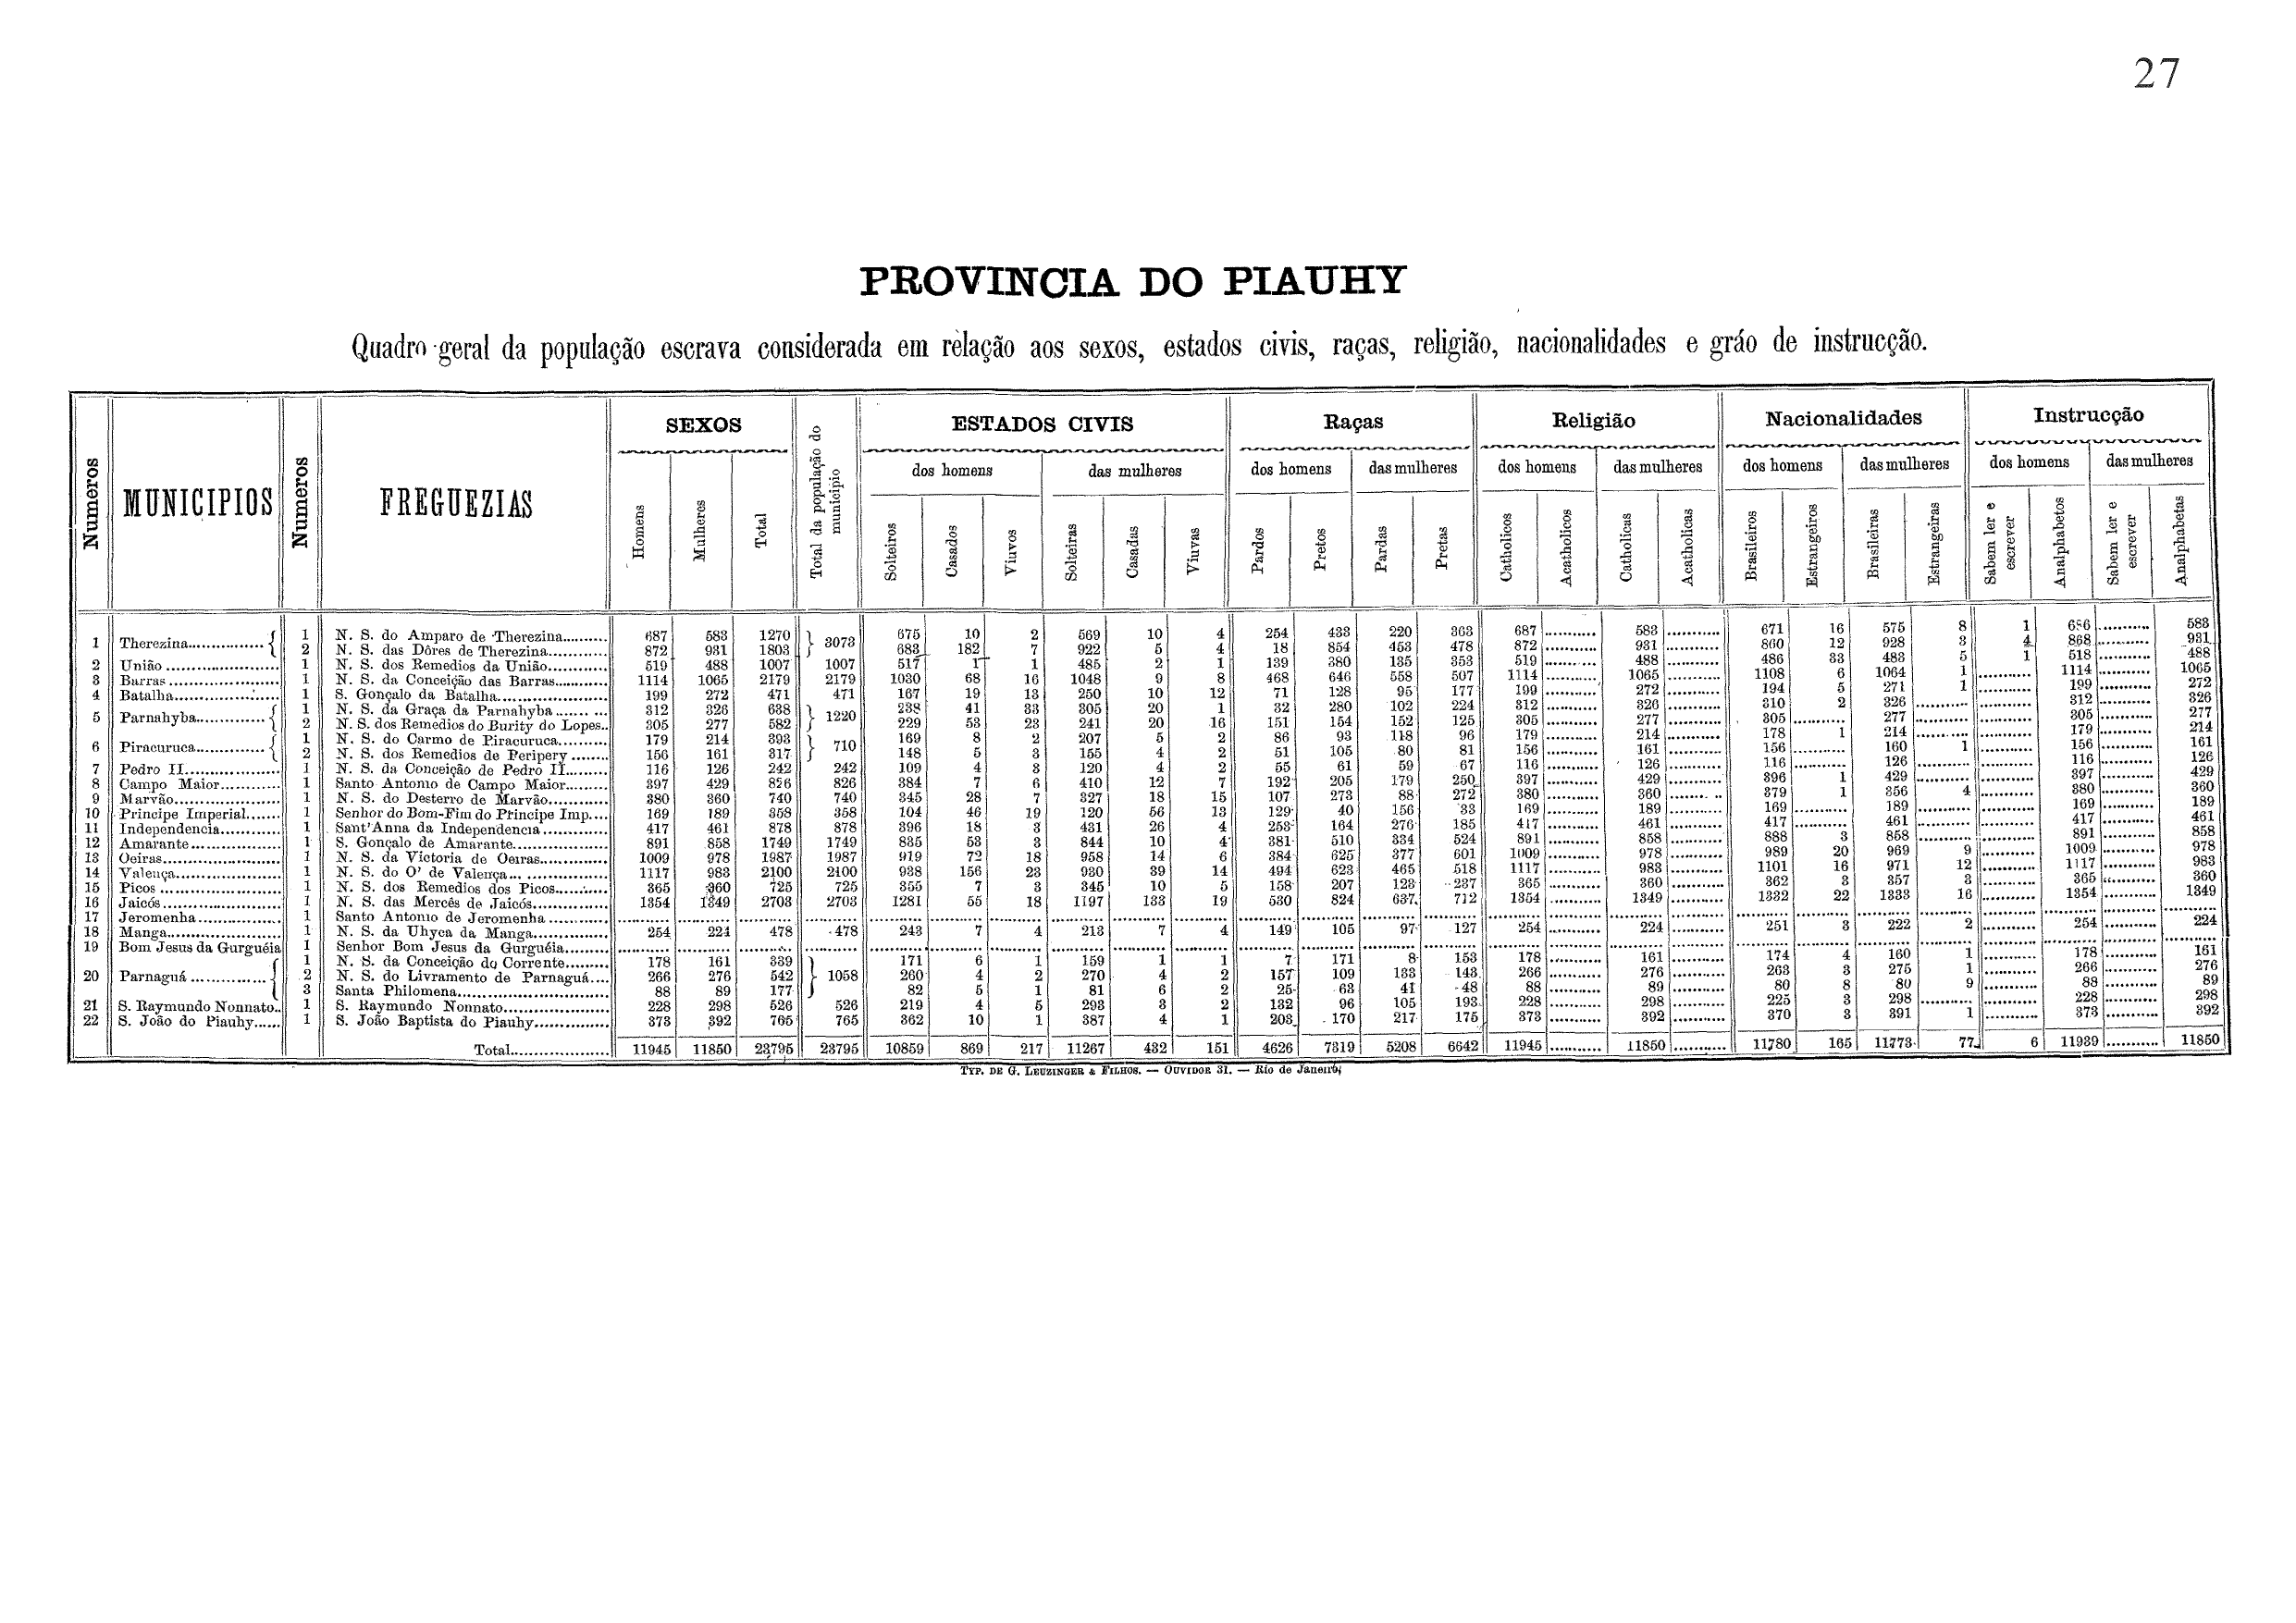 27
PROVINCIA DO PIAUHY
Quadro geral da população escrava considerada em relação aos sexos, estados civis, raças, religião, nacionalidades e gráo de instrucção.
Numeros MUNICIPIOS Numeros FREGUEZIAS SEXOS Total da população do municipio ESTADOS CIVIS Raças Religião Nacionalidades Instrucção
dos homens das mulheres dos homens das mulheres dos homens das mulheres dos homens das mulheres dos homens das mulheres
Homens Mulheres Total Solteiros Casados Viuvos Solteiras Casadas Viuvas Pardos Pretos Pardas Pretas Catholicos Acatholicos Catholicas Acatholicas Brasileiros Estrangeiros Brasileiras Estrangeiras Sabem ler e escrever Analphabetos Sabem ler e escrever Analphabetas
1 Therezina............... { 1 N. S. do Amparo de Therezina......... 687 583 1270 } 3073 675 10 2 569 10 4 254 433 220 363 687 .......... 583 .......... 671 16 575 8 1 686 .......... 583
2 N. S. das Dôres de Therezina............ 872 931 1803 683 182 7 922 5 4 18 854 453 478 872 .......... 931 .......... 860 12 928 3 4 868 .......... 931
2 União ....................... 1 N. S. dos Remedios da União............ 519 488 1007 1007 517 1 1 485 2 1 139 380 135 353 519 .......... 488 .......... 486 33 483 5 1 518 .......... 488
3 Barras ...................... 1 N. S. da Conceição das Barras........... 1114 1065 2179 2179 1030 68 16 1048 9 8 468 646 558 507 1114 .......... 1065 .......... 1108 6 1064 1 .......... 1114 .......... 1065
4 Batalha..................... 1 S. Gonçalo da Batalha...................... 199 272 471 471 167 19 13 250 10 12 71 128 95 177 199 .......... 272 .......... 194 5 271 1 .......... 199 .......... 272
5 Parnahyba.............. { 1 N. S. da Graça da Parnahyba .......... 312 326 638 } 1220 238 41 33 305 20 1 32 280 102 224 312 .......... 326 .......... 310 2 326 .......... .......... 312 .......... 326
2 N. S. dos Remedios do Burity do Lopes.. 305 277 582 229 53 23 241 20 16 151 154 152 125 305 .......... 277 .......... 305 .......... 277 .......... .......... 305 .......... 277
6 Piracuruca.............. { 1 N. S. do Carmo de Piracuruca.......... 179 214 393 } 710 169 8 2 207 5 2 86 93 118 96 179 .......... 214 .......... 178 1 214 .......... .......... 179 .......... 214
2 N. S. dos Remedios de Peripery ....... 156 161 317 148 5 3 155 4 2 51 105 80 81 156 .......... 161 .......... 156 .......... 160 1 .......... 156 .......... 161
7 Pedro II................... 1 N. S. da Conceição de Pedro II........ 116 126 242 242 109 4 3 120 4 2 55 61 59 67 116 .......... 126 .......... 116 .......... 126 .......... .......... 116 .......... 126
8 Campo Maior............ 1 Santo Antonio de Campo Maior........ 397 429 826 826 384 7 6 410 12 7 192 205 179 250 397 .......... 429 .......... 396 1 429 .......... .......... 397 .......... 429
9 Marvão..................... 1 N. S. do Desterro de Marvão............ 380 360 740 740 345 28 7 327 18 15 107 273 88 272 380 .......... 360 .......... 379 1 356 4 .......... 380 .......... 360
10 Principe Imperial...... 1 Senhor do Bom-Fim do Principe Imp.... 169 189 358 358 104 46 19 120 56 13 129 40 156 33 169 .......... 189 .......... 169 .......... 189 .......... .......... 169 .......... 189
11 Independencia............ 1 Sant'Anna da Independencia ............. 417 461 878 878 396 18 3 431 26 4 253 164 276 185 417 .......... 461 .......... 417 .......... 461 .......... .......... 417 .......... 461
12 Amarante.................. 1 S. Gonçalo de Amarante................... 891 858 1749 1749 835 53 3 844 10 4 381 510 334 524 891 .......... 858 .......... 888 3 858 .......... .......... 891 .......... 858
13 Oeiras........................ 1 N. S. da Victoria de Oeiras............. 1009 978 1987 1987 919 72 18 958 14 6 384 625 377 601 1009 .......... 978 .......... 989 20 969 9 .......... 1009 .......... 978
14 Valença..................... 1 N. S. do O' de Valença................... 1117 983 2100 2100 938 156 23 930 39 14 494 623 465 518 1117 .......... 983 .......... 1101 16 971 12 .......... 1117 .......... 983
15 Picos ........................ 1 N. S. dos Remedios dos Picos.......... 365 360 725 725 355 7 3 345 10 5 158 207 123 237 365 .......... 360 .......... 362 3 357 3 .......... 365 .......... 360
16 Jaicós........................ 1 N. S. das Mercês de Jaicós............... 1354 1349 2703 2703 1281 55 18 1197 133 19 530 824 637 712 1354 .......... 1349 .......... 1332 22 1333 16 .......... 1354 .......... 1349
17 Jeromenha................. 1 Santo Antonio de Jeromenha ............
18 Manga....................... 1 N. S. da Uhyca da Manga............... 254 224 478 478 243 7 4 213 7 4 149 105 97 127 254 .......... 224 .......... 251 3 222 2 .......... 254 .......... 224
19 Bom Jesus da Gurguéia 1 Senhor Bom Jesus da Gurguéia.........
20 Parnaguá ............... { 1 N. S. da Conceição do Corrente......... 178 161 339 } 1058 171 6 1 159 1 1 7 171 8 153 178 .......... 161 .......... 174 4 160 1 .......... 178 .......... 161
2 N. S. do Livramento de Parnaguá.... 266 276 542 260 4 2 270 4 2 157 109 133 143 266 .......... 276 .......... 263 3 275 1 .......... 266 .......... 276
3 Santa Philomena.............................. 88 89 177 82 5 1 81 6 2 25 63 41 48 88 .......... 89 .......... 80 8 80 9 .......... 88 .......... 89
21 S. Raymundo Nonnato.. 1 S. Raymundo Nonnato..................... 228 298 526 526 219 4 5 293 3 2 132 96 105 193 228 .......... 298 .......... 225 3 298 .......... .......... 228 .......... 298
22 S. João do Piauhy...... 1 S. João Baptista do Piauhy............... 373 392 765 765 362 10 1 387 4 1 203 170 217 175 373 .......... 392 .......... 370 3 391 1 .......... 373 .......... 392
Total................... 11945 11850 23795 23795 10859 869 217 11267 432 151 4626 7319 5208 6642 11945 .......... 11850 .......... 11780 165 11773 77 6 11939 .......... 11850
TYP. DE G. LEUZINGER & FILHOS. — OUVIDOR 31. — Rio de Janeiro